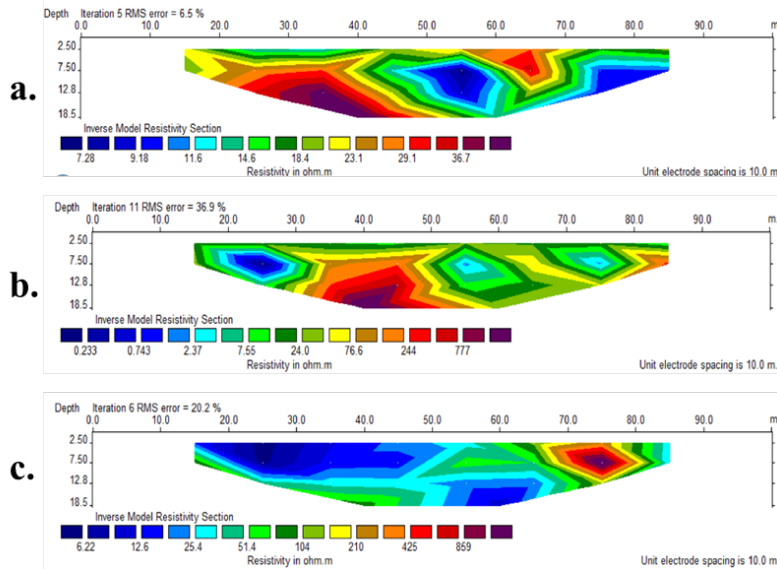 Depth Iteration 5 RMS error = 6.5 %
0.0 10.0 20.0 30.0 40.0 50.0 60.0 70.0 80.0 90.0 m
2.50
7.50
a.
12.8
18.5
Inverse Model Resistivity Section
7.28 9.18 11.6 14.6 18.4 23.1 29.1 36.7
Resistivity in ohm.m Unit electrode spacing is 10.0 m
Depth Iteration 11 RMS error = 36.9 %
0.0 10.0 20.0 30.0 40.0 50.0 60.0 70.0 80.0 90.0 m.
2.50
7.50
b.
12.8
18.5
Inverse Model Resistivity Section
0.233 0.743 2.37 7.55 24.0 76.6 244 777
Resistivity in ohm.m Unit electrode spacing is 10.0 m.
Depth Iteration 6 RMS error = 20.2 %
0.0 10.0 20.0 30.0 40.0 50.0 60.0 70.0 80.0 90.0 m
2.50
c.
7.50
12.8
18.5
Inverse Model Resistivity Section
6.22 12.6 25.4 51.4 104 210 425 859
Resistivity in ohm.m Unit electrode spacing is 10.0 m